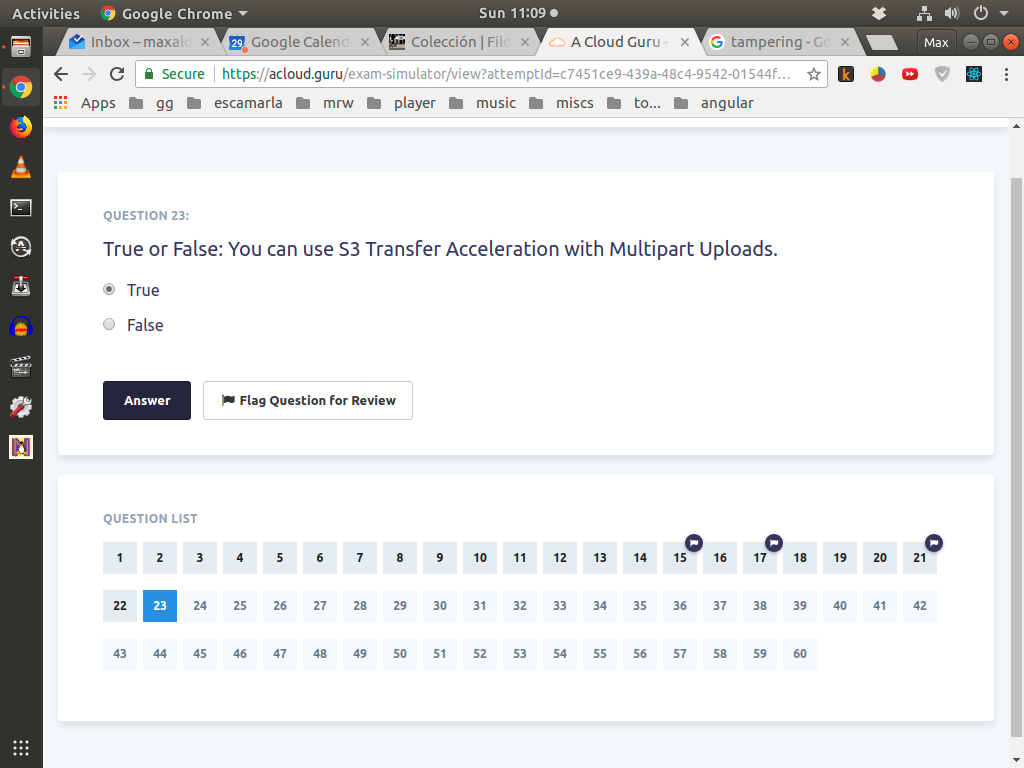 Activities Google Chrome Sun 11:09
Inbox – maxald Google Calenda Colección | Filo A Cloud Guru - tampering - Go Max
Secure https://acloud.guru/exam-simulator/view?attemptId=c7451ce9-439a-48c4-9542-01544f...
Apps gg escamarla mrw player music miscs to... angular
QUESTION 23:
True or False: You can use S3 Transfer Acceleration with Multipart Uploads.
True
False
Answer Flag Question for Review
QUESTION LIST
1 2 3 4 5 6 7 8 9 10 11 12 13 14 15 16 17 18 19 20 21
22 23 24 25 26 27 28 29 30 31 32 33 34 35 36 37 38 39 40 41 42
43 44 45 46 47 48 49 50 51 52 53 54 55 56 57 58 59 60